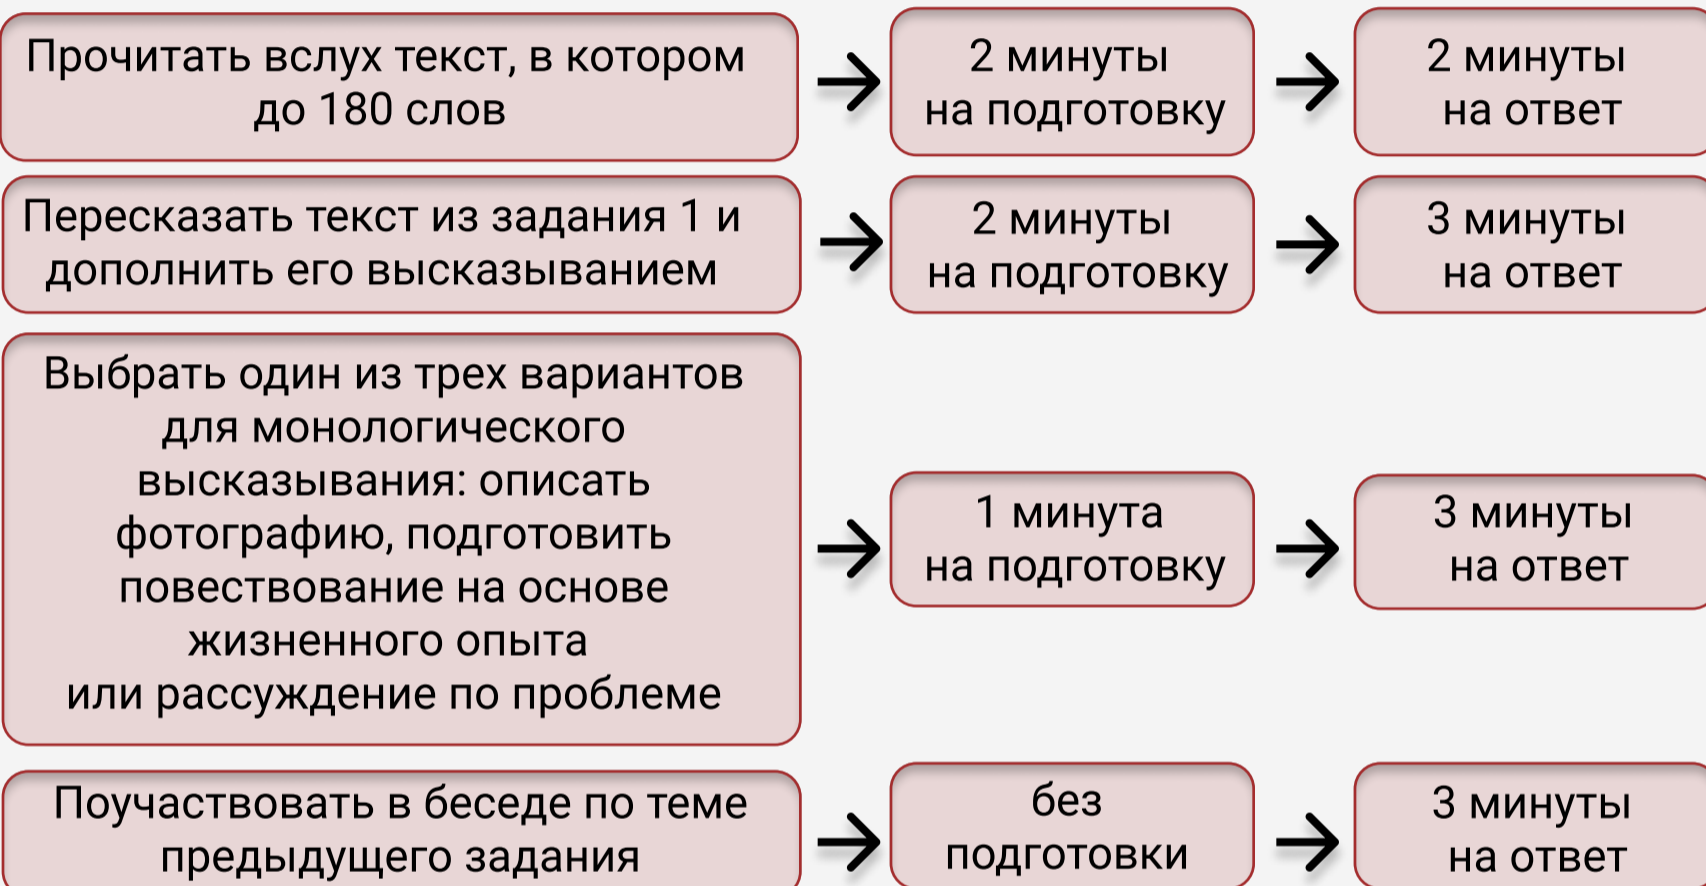 Прочитать вслух текст, в котором
до 180 слов
2 минуты
на подготовку
2 минуты
на ответ
Пересказать текст из задания 1 и
дополнить его высказыванием
2 минуты
на подготовку
3 минуты
на ответ
Выбрать один из трех вариантов
для монологического
высказывания: описать
фотографию, подготовить
повествование на основе
жизненного опыта
или рассуждение по проблеме
1 минута
на подготовку
3 минуты
на ответ
Поучаствовать в беседе по теме
предыдущего задания
без
подготовки
3 минуты
на ответ